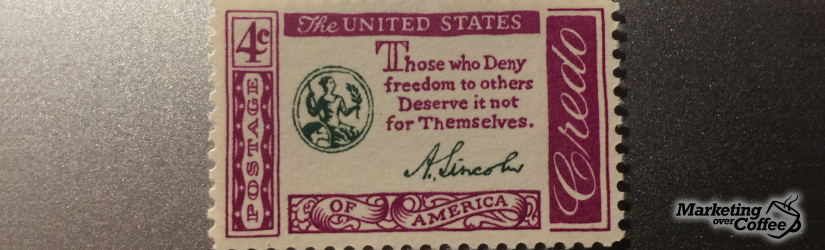 4c
The UNITED STATES
POSTAGE
Those who Deny
freedom to others
Deserve it not
for Themselves.
A. Lincoln
OF
AMERICA
Credo
Marketing
over
Coffee